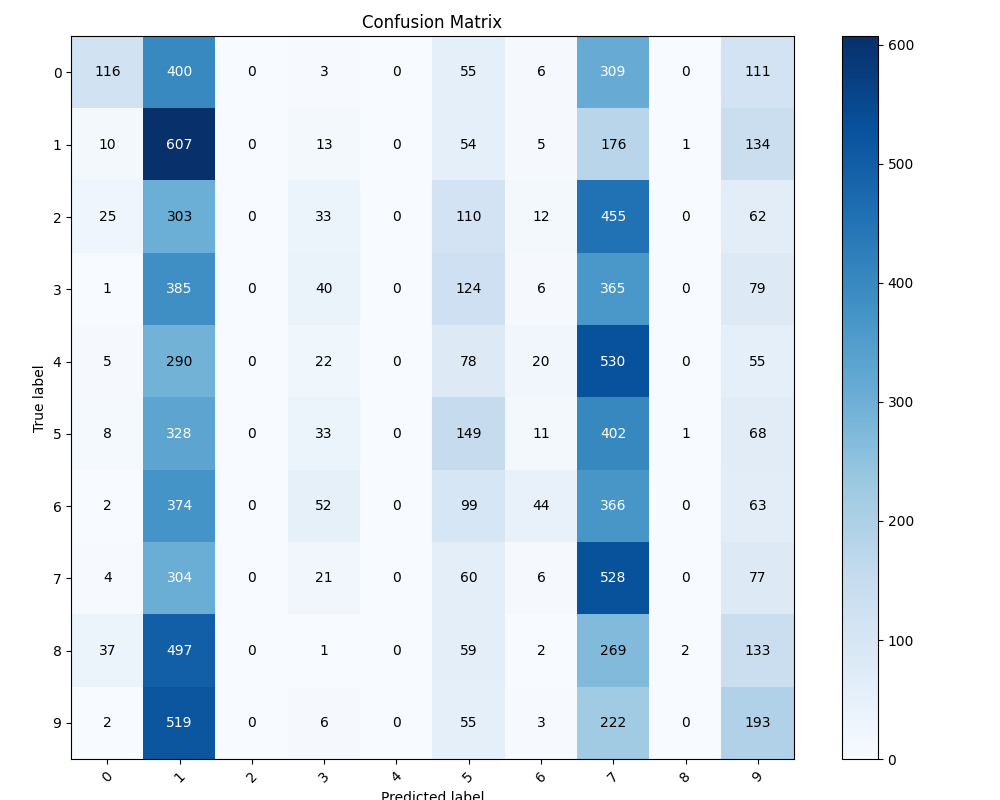 Confusion Matrix
0 116 400 0 3 0 55 6 309 0 111
1 10 607 0 13 0 54 5 176 1 134
2 25 303 0 33 0 110 12 455 0 62
3 1 385 0 40 0 124 6 365 0 79
4 5 290 0 22 0 78 20 530 0 55
5 8 328 0 33 0 149 11 402 1 68
6 2 374 0 52 0 99 44 366 0 63
7 4 304 0 21 0 60 6 528 0 77
8 37 497 0 1 0 59 2 269 2 133
9 2 519 0 6 0 55 3 222 0 193
0 1 2 3 4 5 6 7 8 9
True label
Predicted label
600
500
400
300
200
100
0